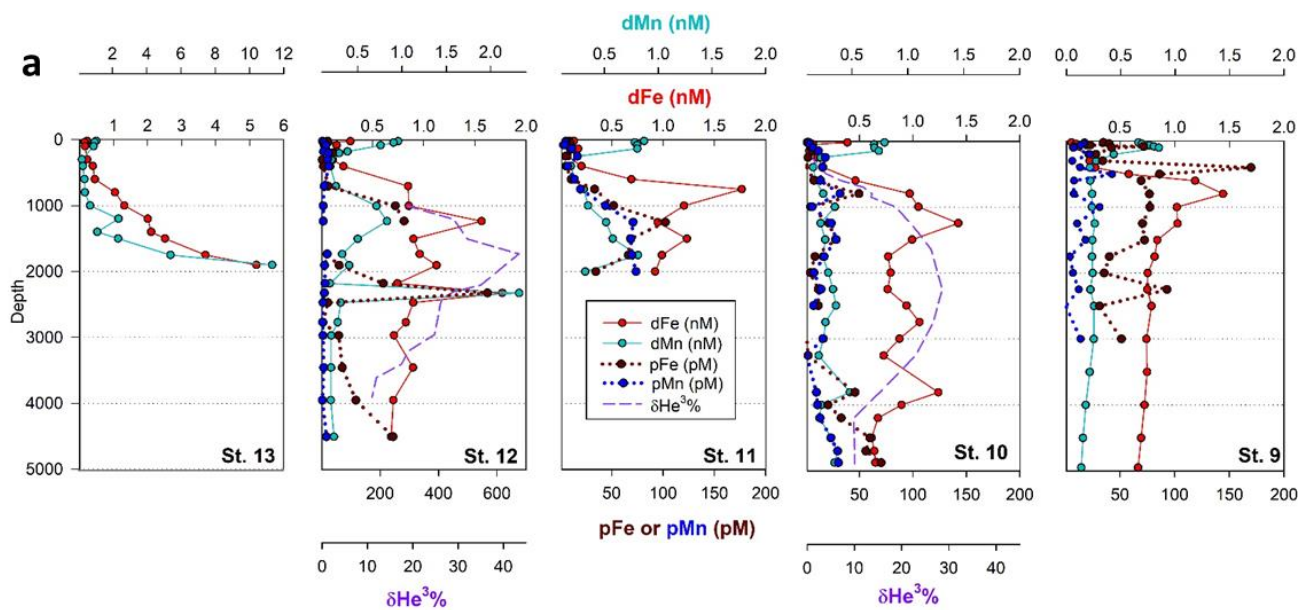 dMn (nM)
a
2 4 6 8 10 12
0.5 1.0 1.5 2.0
0.5 1.0 1.5 2.0
0.5 1.0 1.5 2.0
0.0 0.5 1.0 1.5 2.0
dFe (nM)
1 2 3 4 5 6
0.5 1.0 1.5 2.0
0.5 1.0 1.5 2.0
0.5 1.0 1.5 2.0
0.0 0.5 1.0 1.5 2.0
Depth
0
1000
2000
3000
4000
5000
dFe (nM)
dMn (nM)
pFe (pM)
pMn (pM)
δHe³%
St. 13
St. 12
St. 11
St. 10
St. 9
200 400 600
50 100 150 200
50 100 150 200
50 100 150 200
pFe or pMn (pM)
0 10 20 30 40
0 10 20 30 40
δHe³%
δHe³%